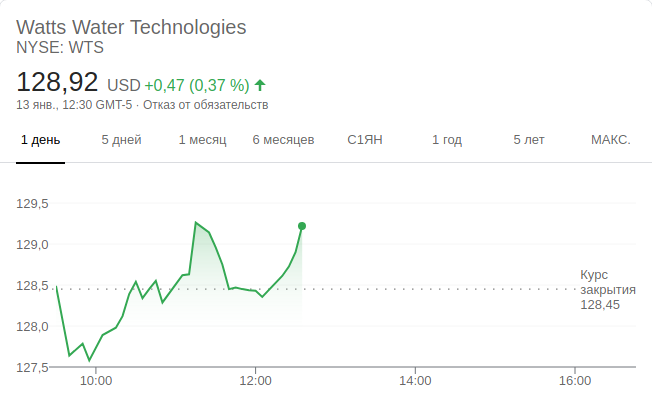 Watts Water Technologies
NYSE: WTS
128,92 USD +0,47 (0,37 %)
13 янв., 12:30 GMT-5 · Отказ от обязательств
1 день 5 дней 1 месяц 6 месяцев С1ЯН 1 год 5 лет МАКС.
129,5
129,0
128,5
128,0
127,5
Курс
закрытия
128,45
10:00 12:00 14:00 16:00